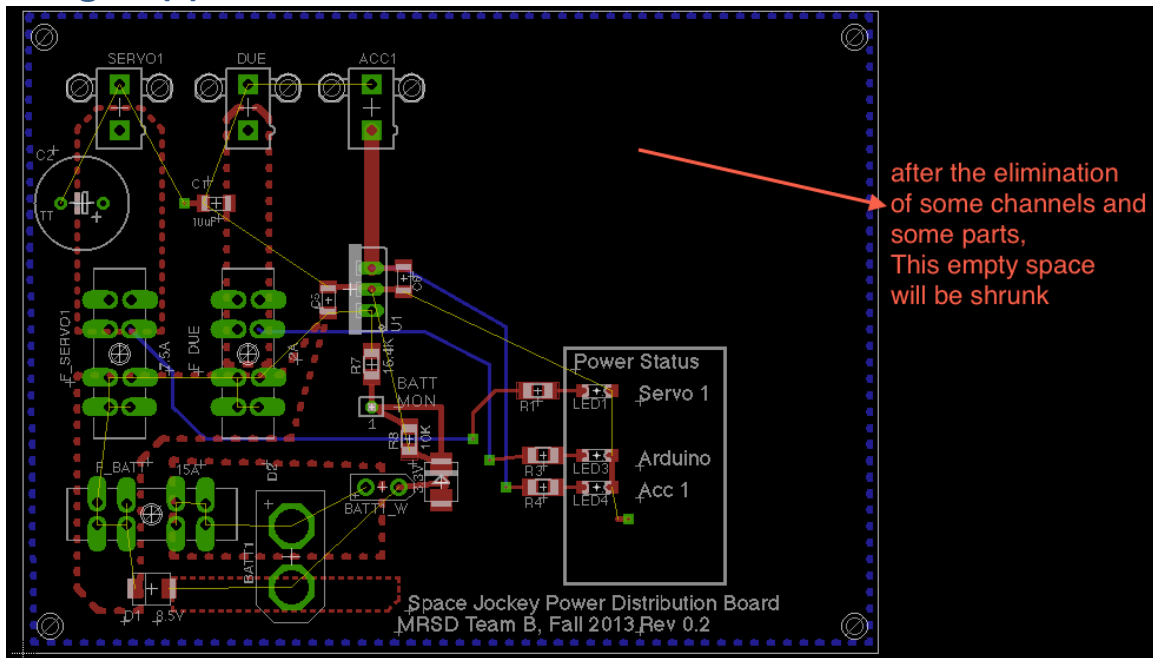 SERVO1
DUE
ACC1
C2
TT
C1
10uF
after the elimination
of some channels and
some parts,
This empty space
will be shrunk
C5
C6
U1
F_SERVO1
7.5A
F_DUE
2A
R7
15.4K
BATT
MON
1
R8
10K
3.3V
Power Status
R1
LED1
Servo 1
R3
LED3
Arduino
R4
LED4
Acc 1
F_BATT
15A
D2
BATT1_W
BATT1
D1
8.5V
Space Jockey Power Distribution Board
MRSD Team B, Fall 2013 Rev 0.2